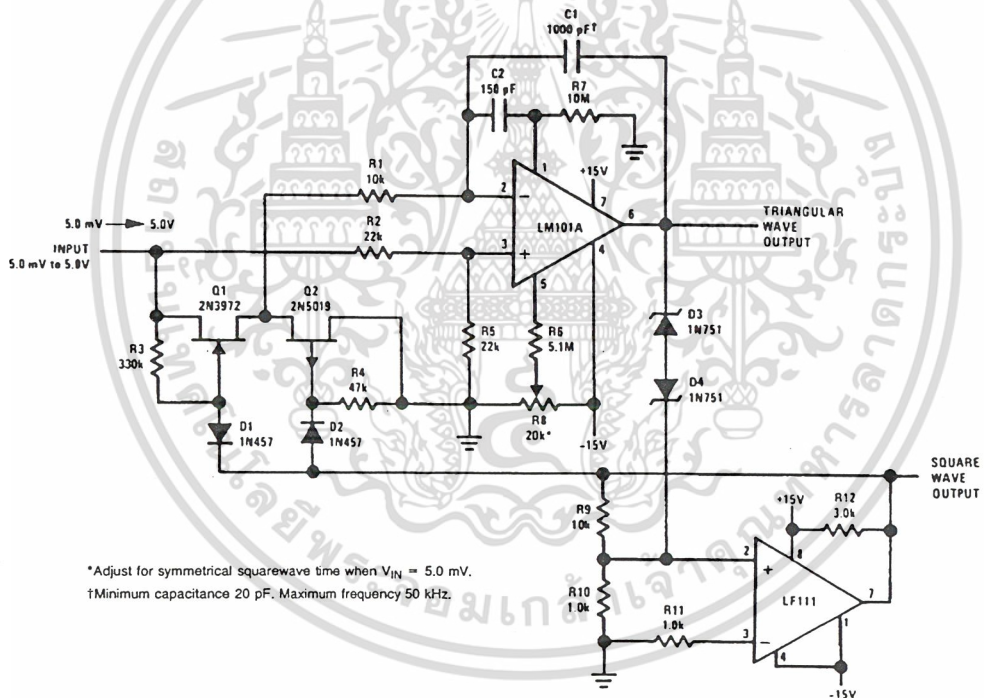 C1
1000 pF†
C2
150 pF
R7
10M
R1
10k
+15V
1
2
7
5.0 mV → 5.0V
R2
22k
LM101A
6
TRIANGULAR
WAVE
OUTPUT
INPUT
5.0 mV to 5.0V
3
4
5
Q1
2N3972
Q2
2N5019
R3
330k
R5
22k
R6
5.1M
D3
1N751
R4
47k
D4
1N751
R8
20k*
-15V
D1
1N457
D2
1N457
SQUARE
WAVE
OUTPUT
R9
10k
+15V
R12
3.0k
8
2
R10
1.0k
LF111
7
R11
1.0k
3
1
4
-15V
*Adjust for symmetrical squarewave time when VIN = 5.0 mV.
†Minimum capacitance 20 pF. Maximum frequency 50 kHz.